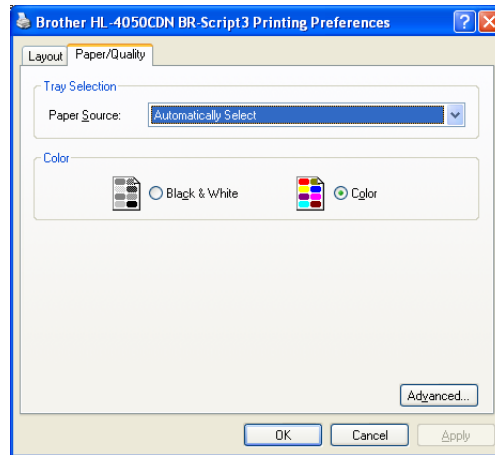 Brother HL-4050CDN BR-Script3 Printing Preferences
Layout Paper/Quality
Tray Selection
Paper Source: Automatically Select
Color
Black & White Color
Advanced...
OK Cancel Apply